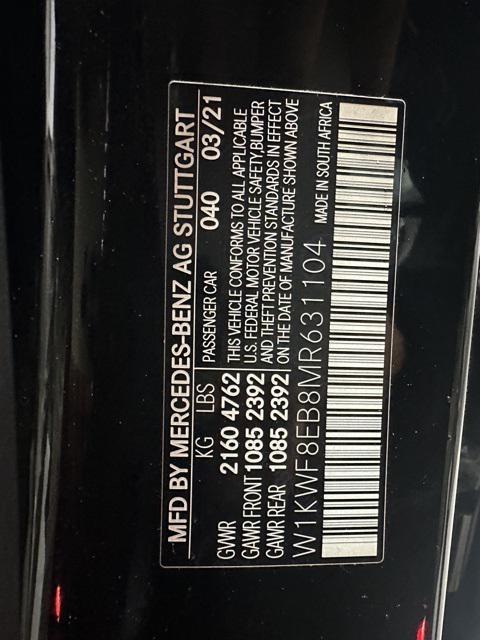 MFD BY MERCEDES-BENZ AG STUTTGART
KG LBS PASSENGER CAR 040 03/21
GVWR 2160 4762 THIS VEHICLE CONFORMS TO ALL APPLICABLE
GAWR FRONT 1085 2392 U.S. FEDERAL MOTOR VEHICLE SAFETY, BUMPER
GAWR REAR 1085 2392 AND THEFT PREVENTION STANDARDS IN EFFECT
ON THE DATE OF MANUFACTURE SHOWN ABOVE
W1KWF8EB8MR631104 MADE IN SOUTH AFRICA